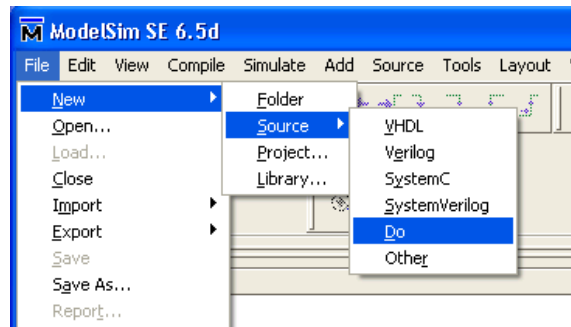 ModelSim SE 6.5d
File Edit View Compile Simulate Add Source Tools Layout
New
Open...
Load...
Close
Import
Export
Save
Save As...
Report...
Folder
Source
Project...
Library...
VHDL
Verilog
SystemC
SystemVerilog
Do
Other